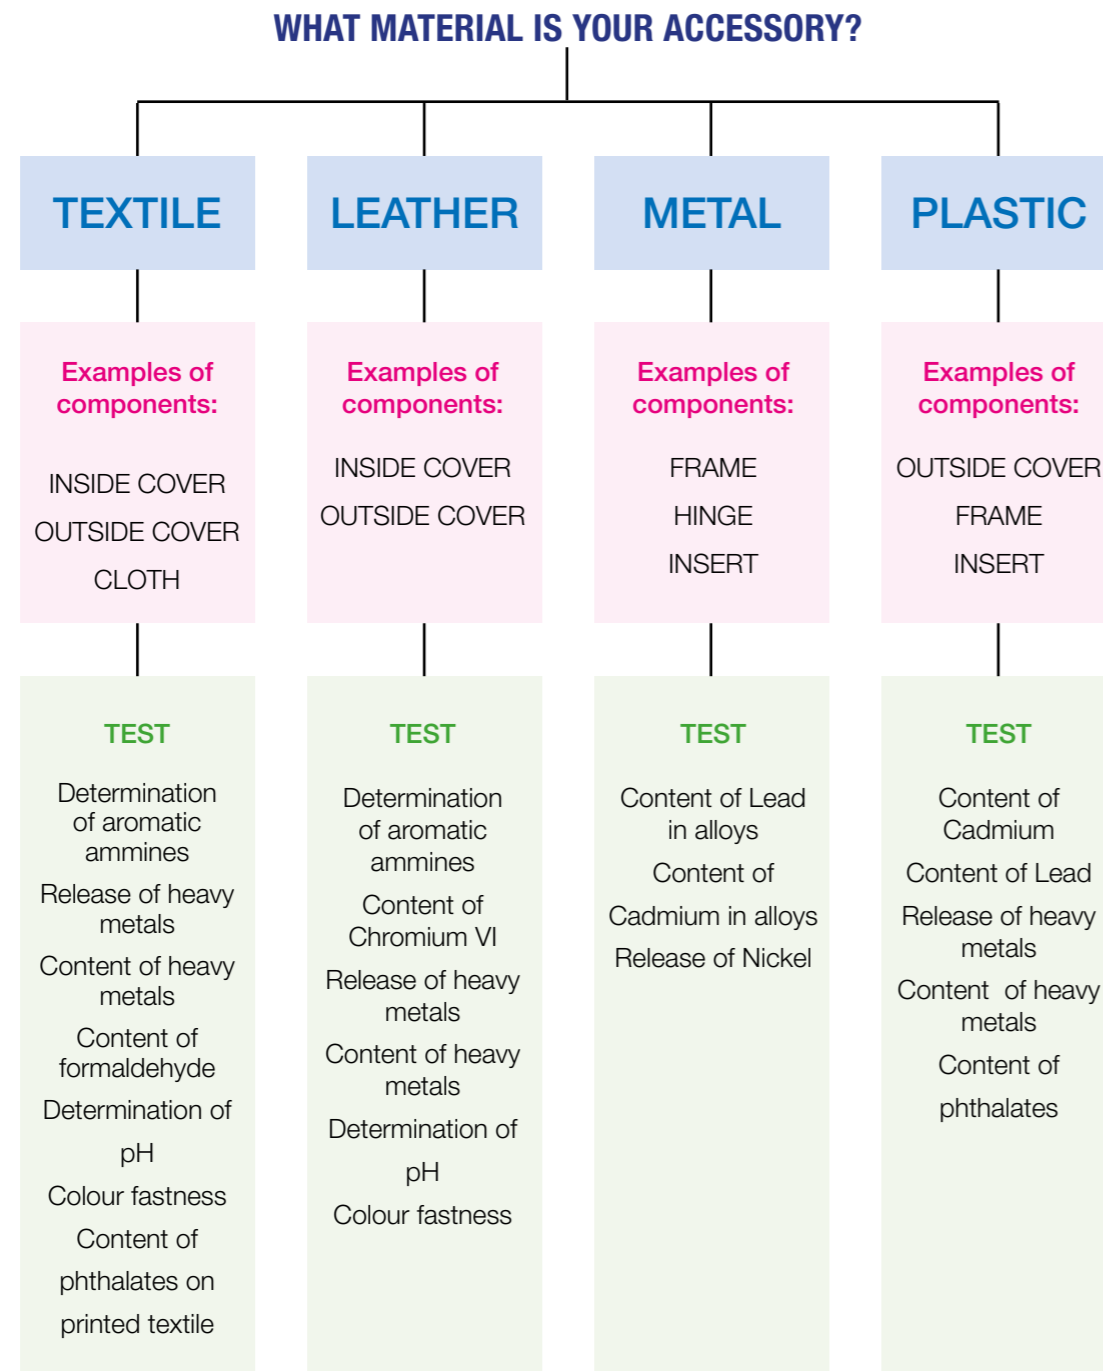 WHAT MATERIAL IS YOUR ACCESSORY?
TEXTILE
Examples of
components:
INSIDE COVER
OUTSIDE COVER
CLOTH
TEST
Determination
of aromatic
ammines
Release of heavy
metals
Content of heavy
metals
Content of
formaldehyde
Determination of
pH
Colour fastness
Content of
phthalates on
printed textile
LEATHER
Examples of
components:
INSIDE COVER
OUTSIDE COVER
TEST
Determination
of aromatic
ammines
Content of
Chromium VI
Release of heavy
metals
Content of heavy
metals
Determination of
pH
Colour fastness
METAL
Examples of
components:
FRAME
HINGE
INSERT
TEST
Content of Lead
in alloys
Content of
Cadmium in alloys
Release of Nickel
PLASTIC
Examples of
components:
OUTSIDE COVER
FRAME
INSERT
TEST
Content of
Cadmium
Content of Lead
Release of heavy
metals
Content of heavy
metals
Content of
phthalates